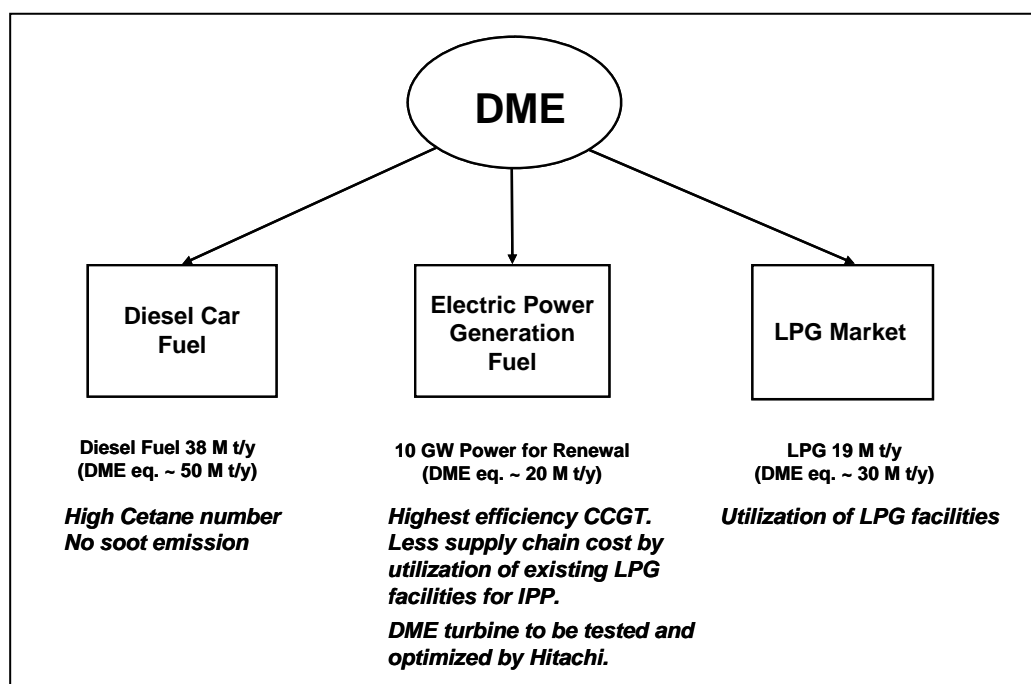 DME
Diesel Car
Fuel
Electric Power
Generation
Fuel
LPG Market
Diesel Fuel 38 M t/y
(DME eq. ~ 50 M t/y)
High Cetane number
No soot emission
10 GW Power for Renewal
(DME eq. ~ 20 M t/y)
Highest efficiency CCGT.
Less supply chain cost by
utilization of existing LPG
facilities for IPP.
DME turbine to be tested and
optimized by Hitachi.
LPG 19 M t/y
(DME eq. ~ 30 M t/y)
Utilization of LPG facilities